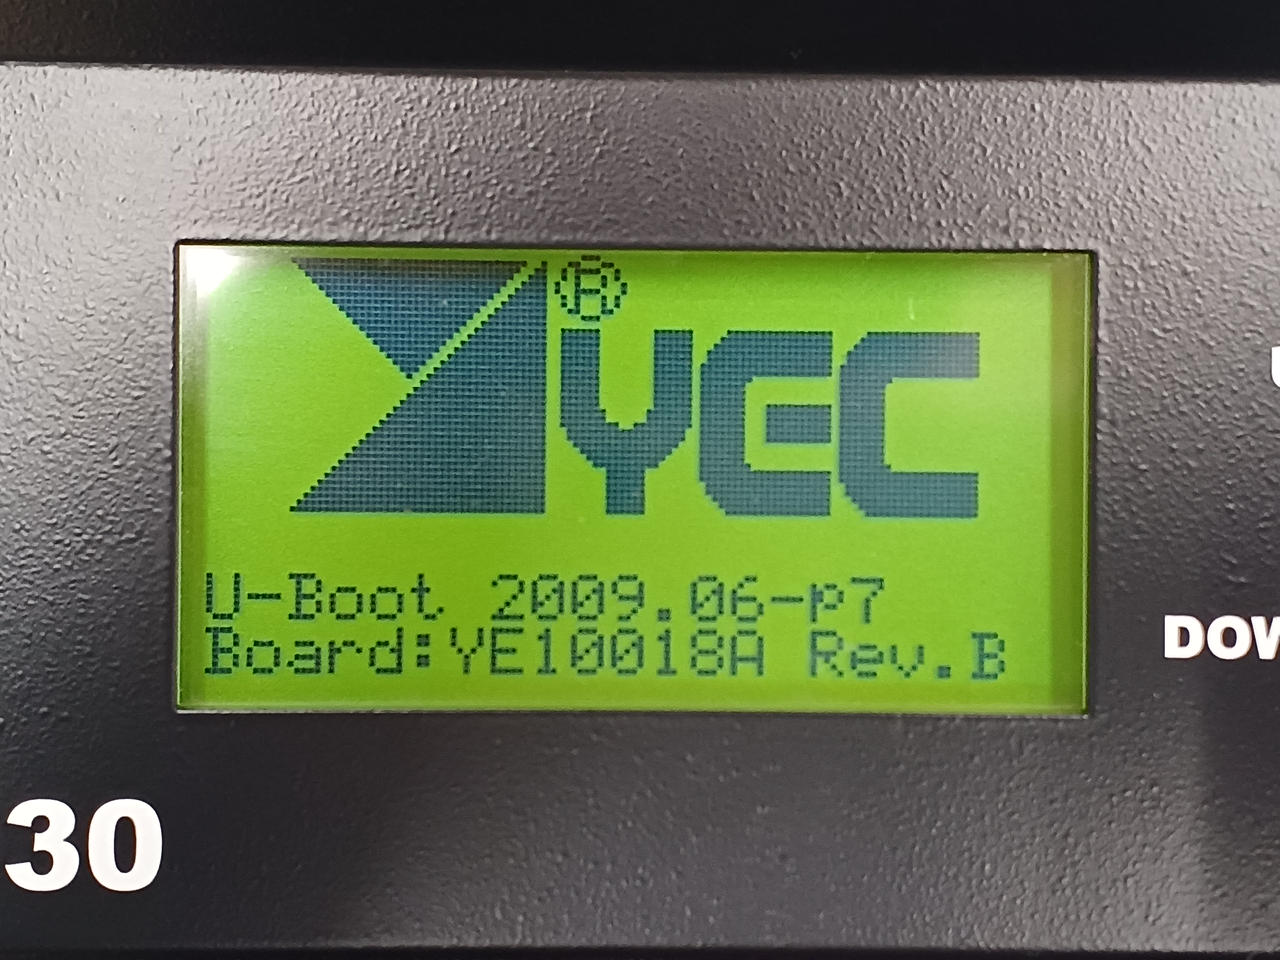 ® YEC
U-Boot 2009.06-p7
Board:YE10018A Rev.B
DOW
30